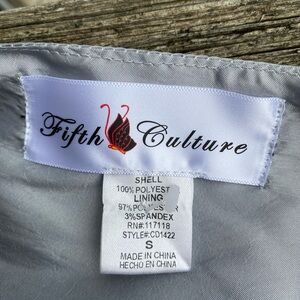 Fifth Culture
SHELL
100% POLYEST
LINING
97% POLYESTER
3%SPANDEX
RN#:117118
STYLE#:CD1422
S
MADE IN CHINA
HECHO EN CHINA